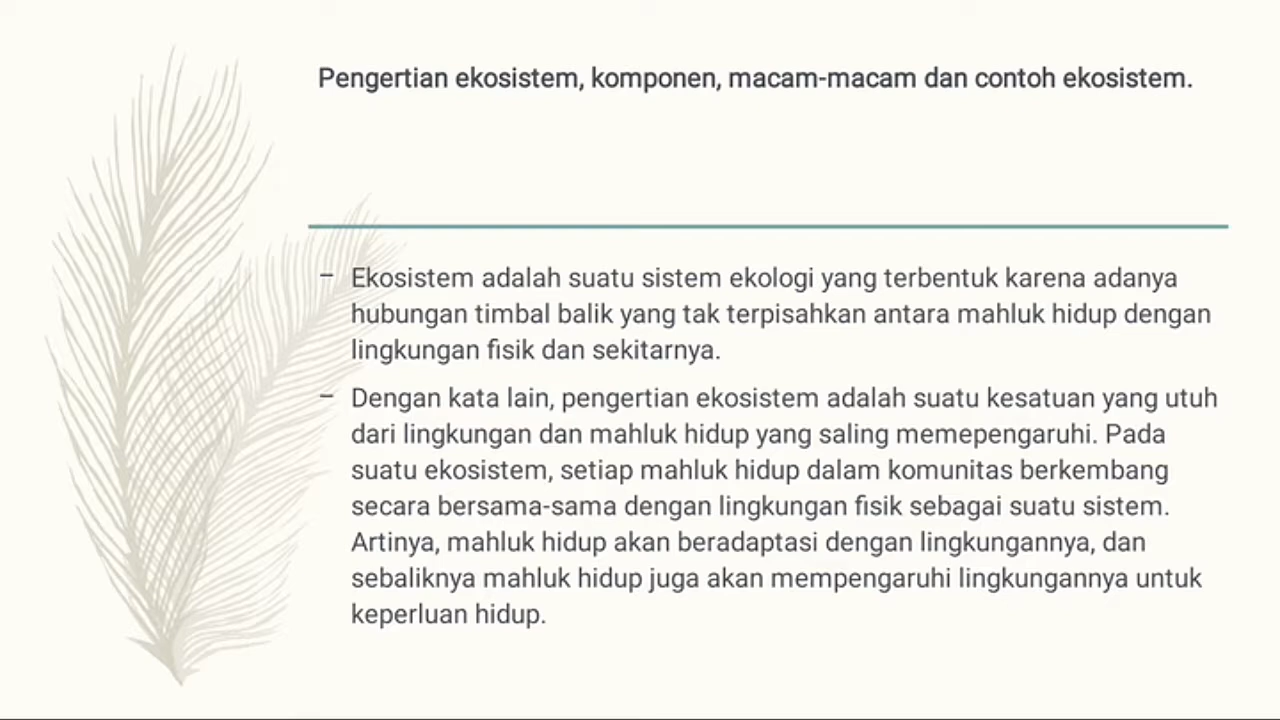 Pengertian ekosistem, komponen, macam-macam dan contoh ekosistem.
– Ekosistem adalah suatu sistem ekologi yang terbentuk karena adanya
hubungan timbal balik yang tak terpisahkan antara mahluk hidup dengan
lingkungan fisik dan sekitarnya.
– Dengan kata lain, pengertian ekosistem adalah suatu kesatuan yang utuh
dari lingkungan dan mahluk hidup yang saling memepengaruhi. Pada
suatu ekosistem, setiap mahluk hidup dalam komunitas berkembang
secara bersama-sama dengan lingkungan fisik sebagai suatu sistem.
Artinya, mahluk hidup akan beradaptasi dengan lingkungannya, dan
sebaliknya mahluk hidup juga akan mempengaruhi lingkungannya untuk
keperluan hidup.